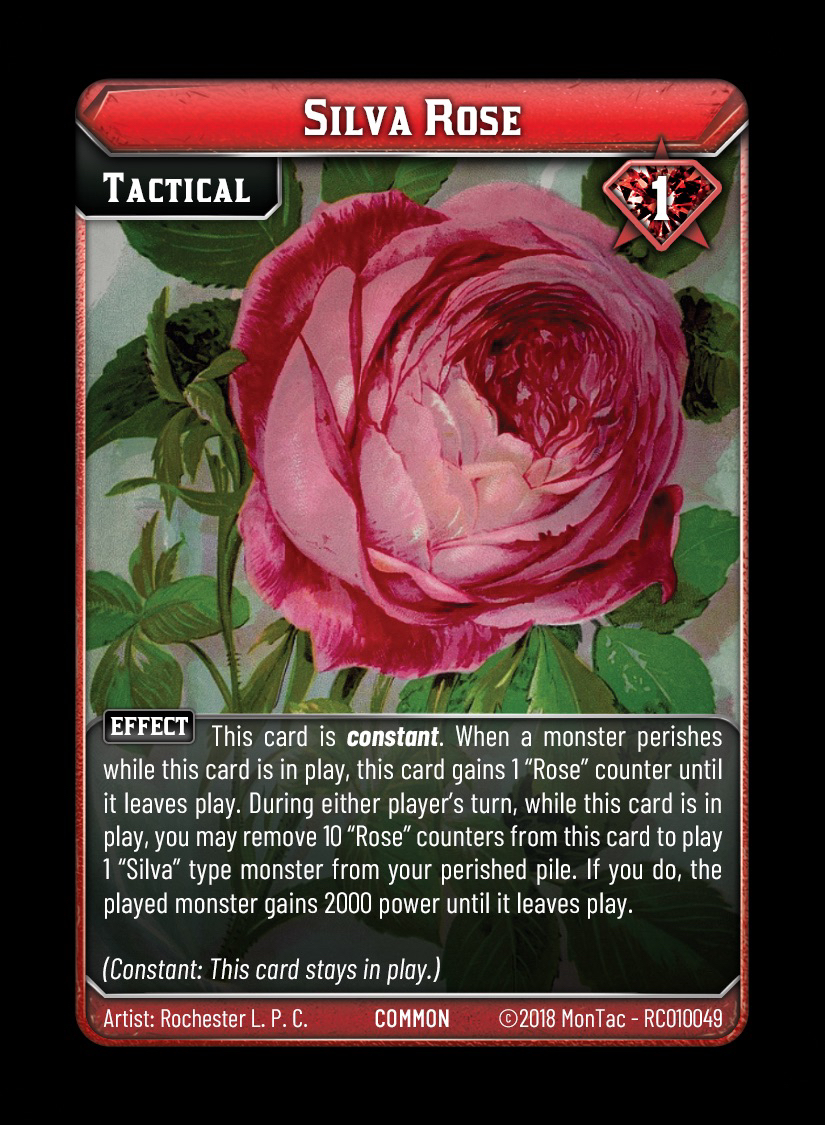 Silva Rose
Tactical
1
EFFECT This card is constant. When a monster perishes
while this card is in play, this card gains 1 “Rose” counter until
it leaves play. During either player’s turn, while this card is in
play, you may remove 10 “Rose” counters from this card to play
1 “Silva” type monster from your perished pile. If you do, the
played monster gains 2000 power until it leaves play.
(Constant: This card stays in play.)
Artist: Rochester L. P. C. COMMON ©2018 MonTac - RC010049